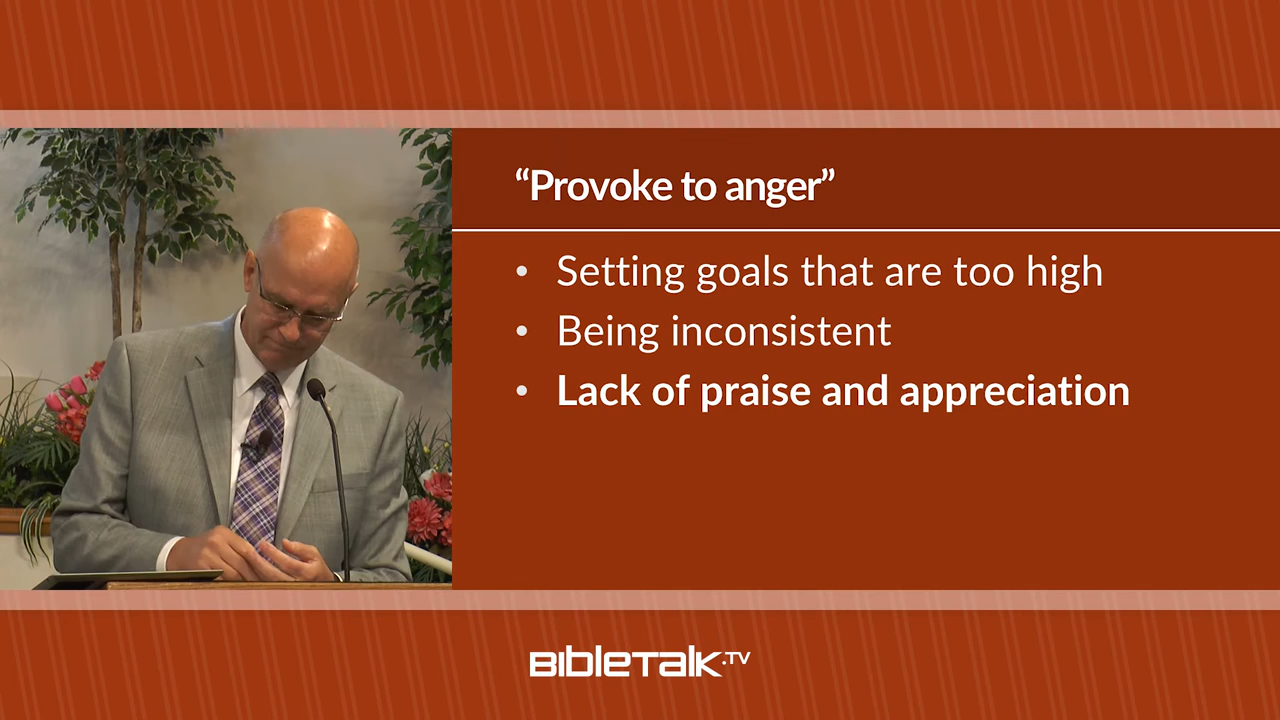 “Provoke to anger”
• Setting goals that are too high
• Being inconsistent
• Lack of praise and appreciation
BIBLETALK.TV